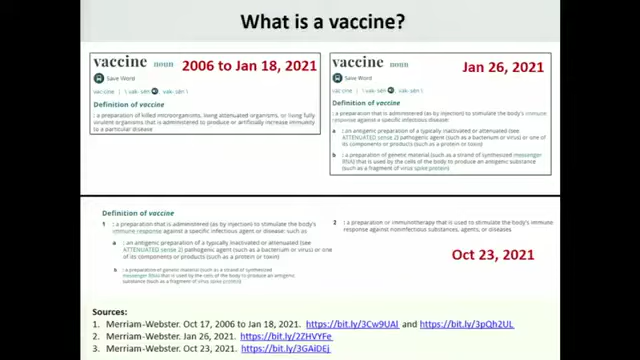 What is a vaccine?
vaccine noun
2006 to Jan 18, 2021
Save Word
vac·cine | \ vak-ˈsēn , ˈvak-ˌsēn \
Definition of vaccine
: a preparation of killed microorganisms, living attenuated organisms, or living fully
virulent organisms that is administered to produce or artificially increase immunity
to a particular disease
vaccine noun
Jan 26, 2021
Save Word
vac·cine | \ vak-ˈsēn , ˈvak-ˌsēn \
Definition of vaccine
: a preparation that is administered (as by injection) to stimulate the body's immune
response against a specific infectious disease:
a : an antigenic preparation of a typically inactivated or attenuated (see
ATTENUATED sense 2) pathogenic agent (such as a bacterium or virus) or one of
its components or products (such as a protein or toxin)
b : a preparation of genetic material (such as a strand of synthesized messenger
RNA) that is used by the cells of the body to produce an antigenic substance
(such as a fragment of virus spike protein)
Definition of vaccine
1 : a preparation that is administered (as by injection) to stimulate the body's
immune response against a specific infectious agent or disease: such as
a : an antigenic preparation of a typically inactivated or attenuated (see
ATTENUATED sense 2) pathogenic agent (such as a bacterium or virus) or one
of its components or products (such as a protein or toxin)
b : a preparation of genetic material (such as a strand of synthesized
messenger RNA) that is used by the cells of the body to produce an antigenic
substance (such as a fragment of virus spike protein)
2 : a preparation or immunotherapy that is used to stimulate the body's immune
response against noninfectious substances, agents, or diseases
Oct 23, 2021
Sources:
1. Merriam-Webster. Oct 17, 2006 to Jan 18, 2021. https://bit.ly/3Cw9UAl and https://bit.ly/3pQh2UL
2. Merriam-Webster. Jan 26, 2021. https://bit.ly/2ZHVYFe
3. Merriam-Webster. Oct 23, 2021. https://bit.ly/3GAiDEj